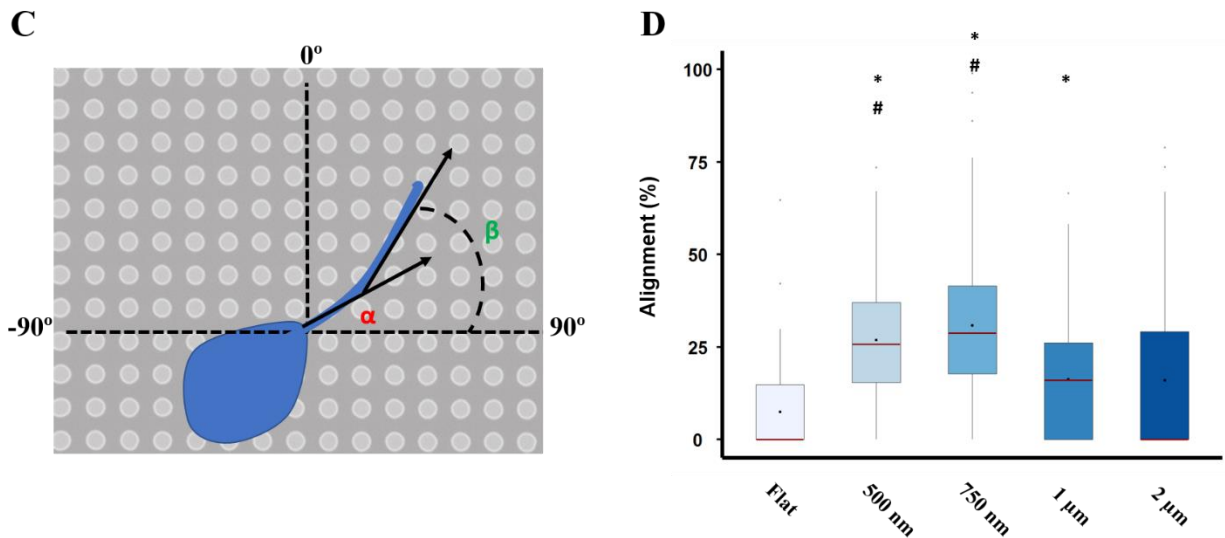 C
0º
-90º
90º
α
β
D
Alignment (%)
100
75
50
25
0
*
#
*
#
*
Flat
500 nm
750 nm
1 µm
2 µm